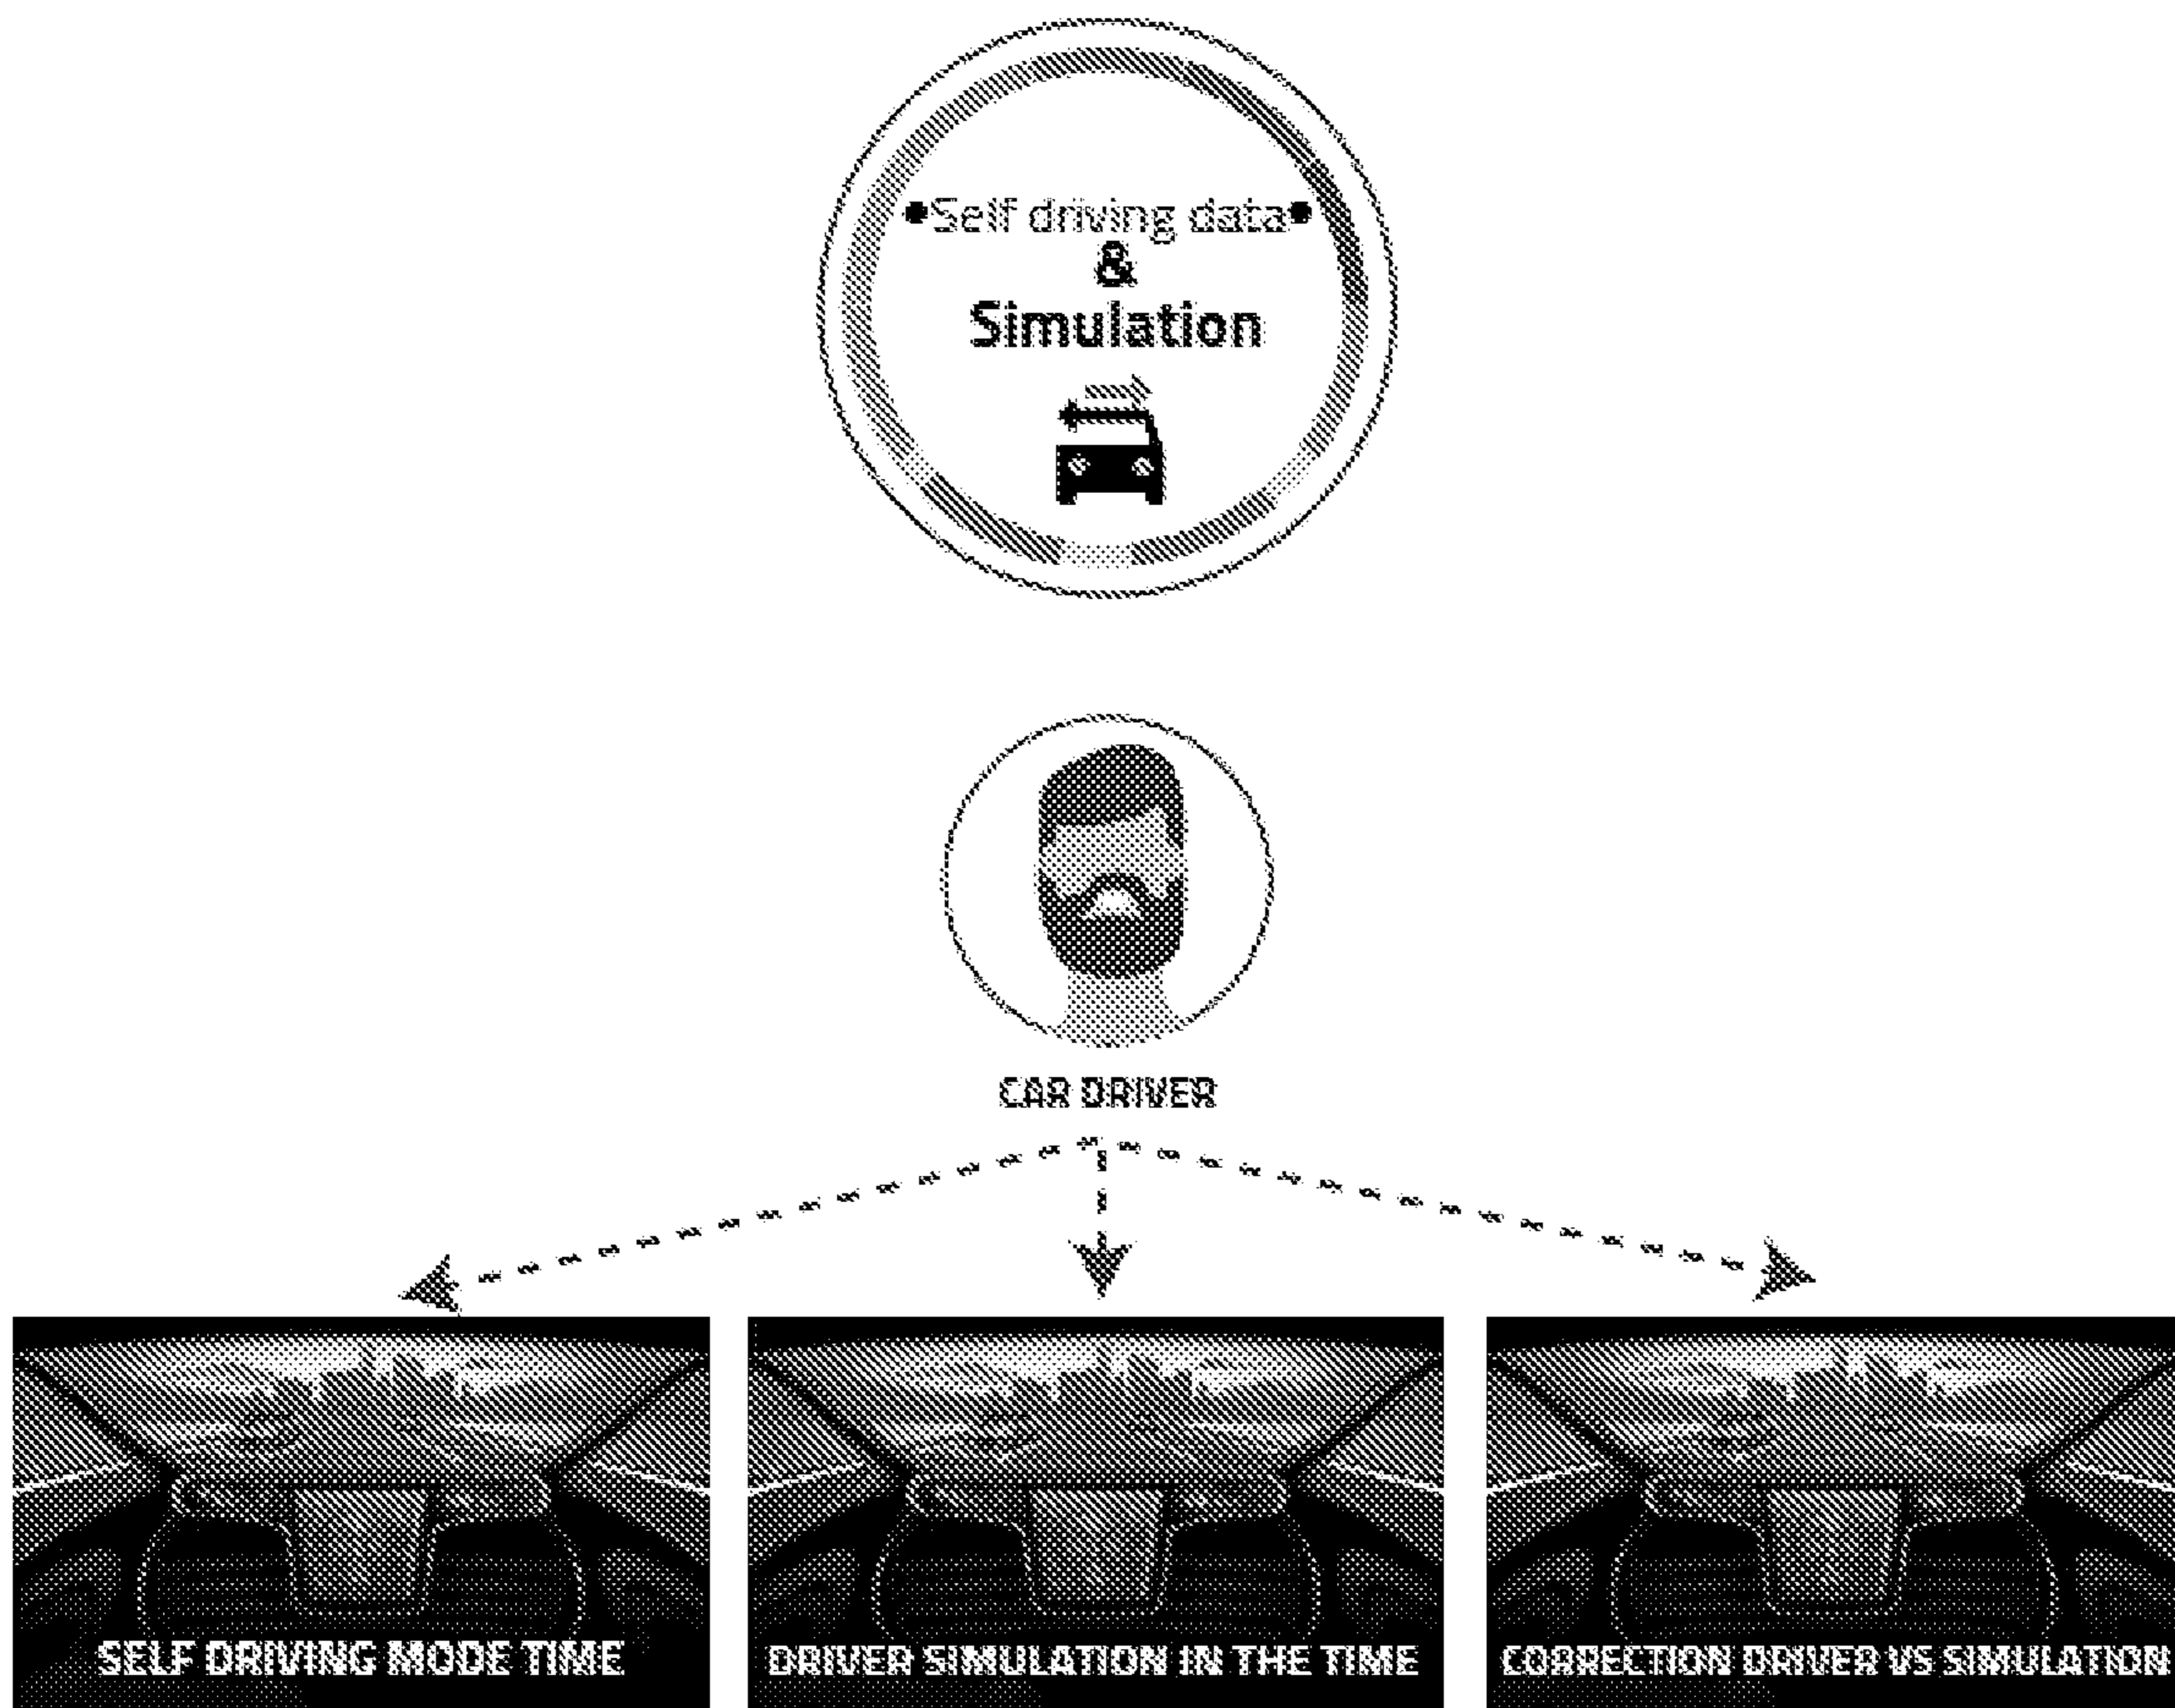 Self driving data
&
Simulation
CAR DRIVER
SELF DRIVING MODE TIME
DRIVER SIMULATION IN THE TIME
CORRECTION DRIVER VS SIMULATION